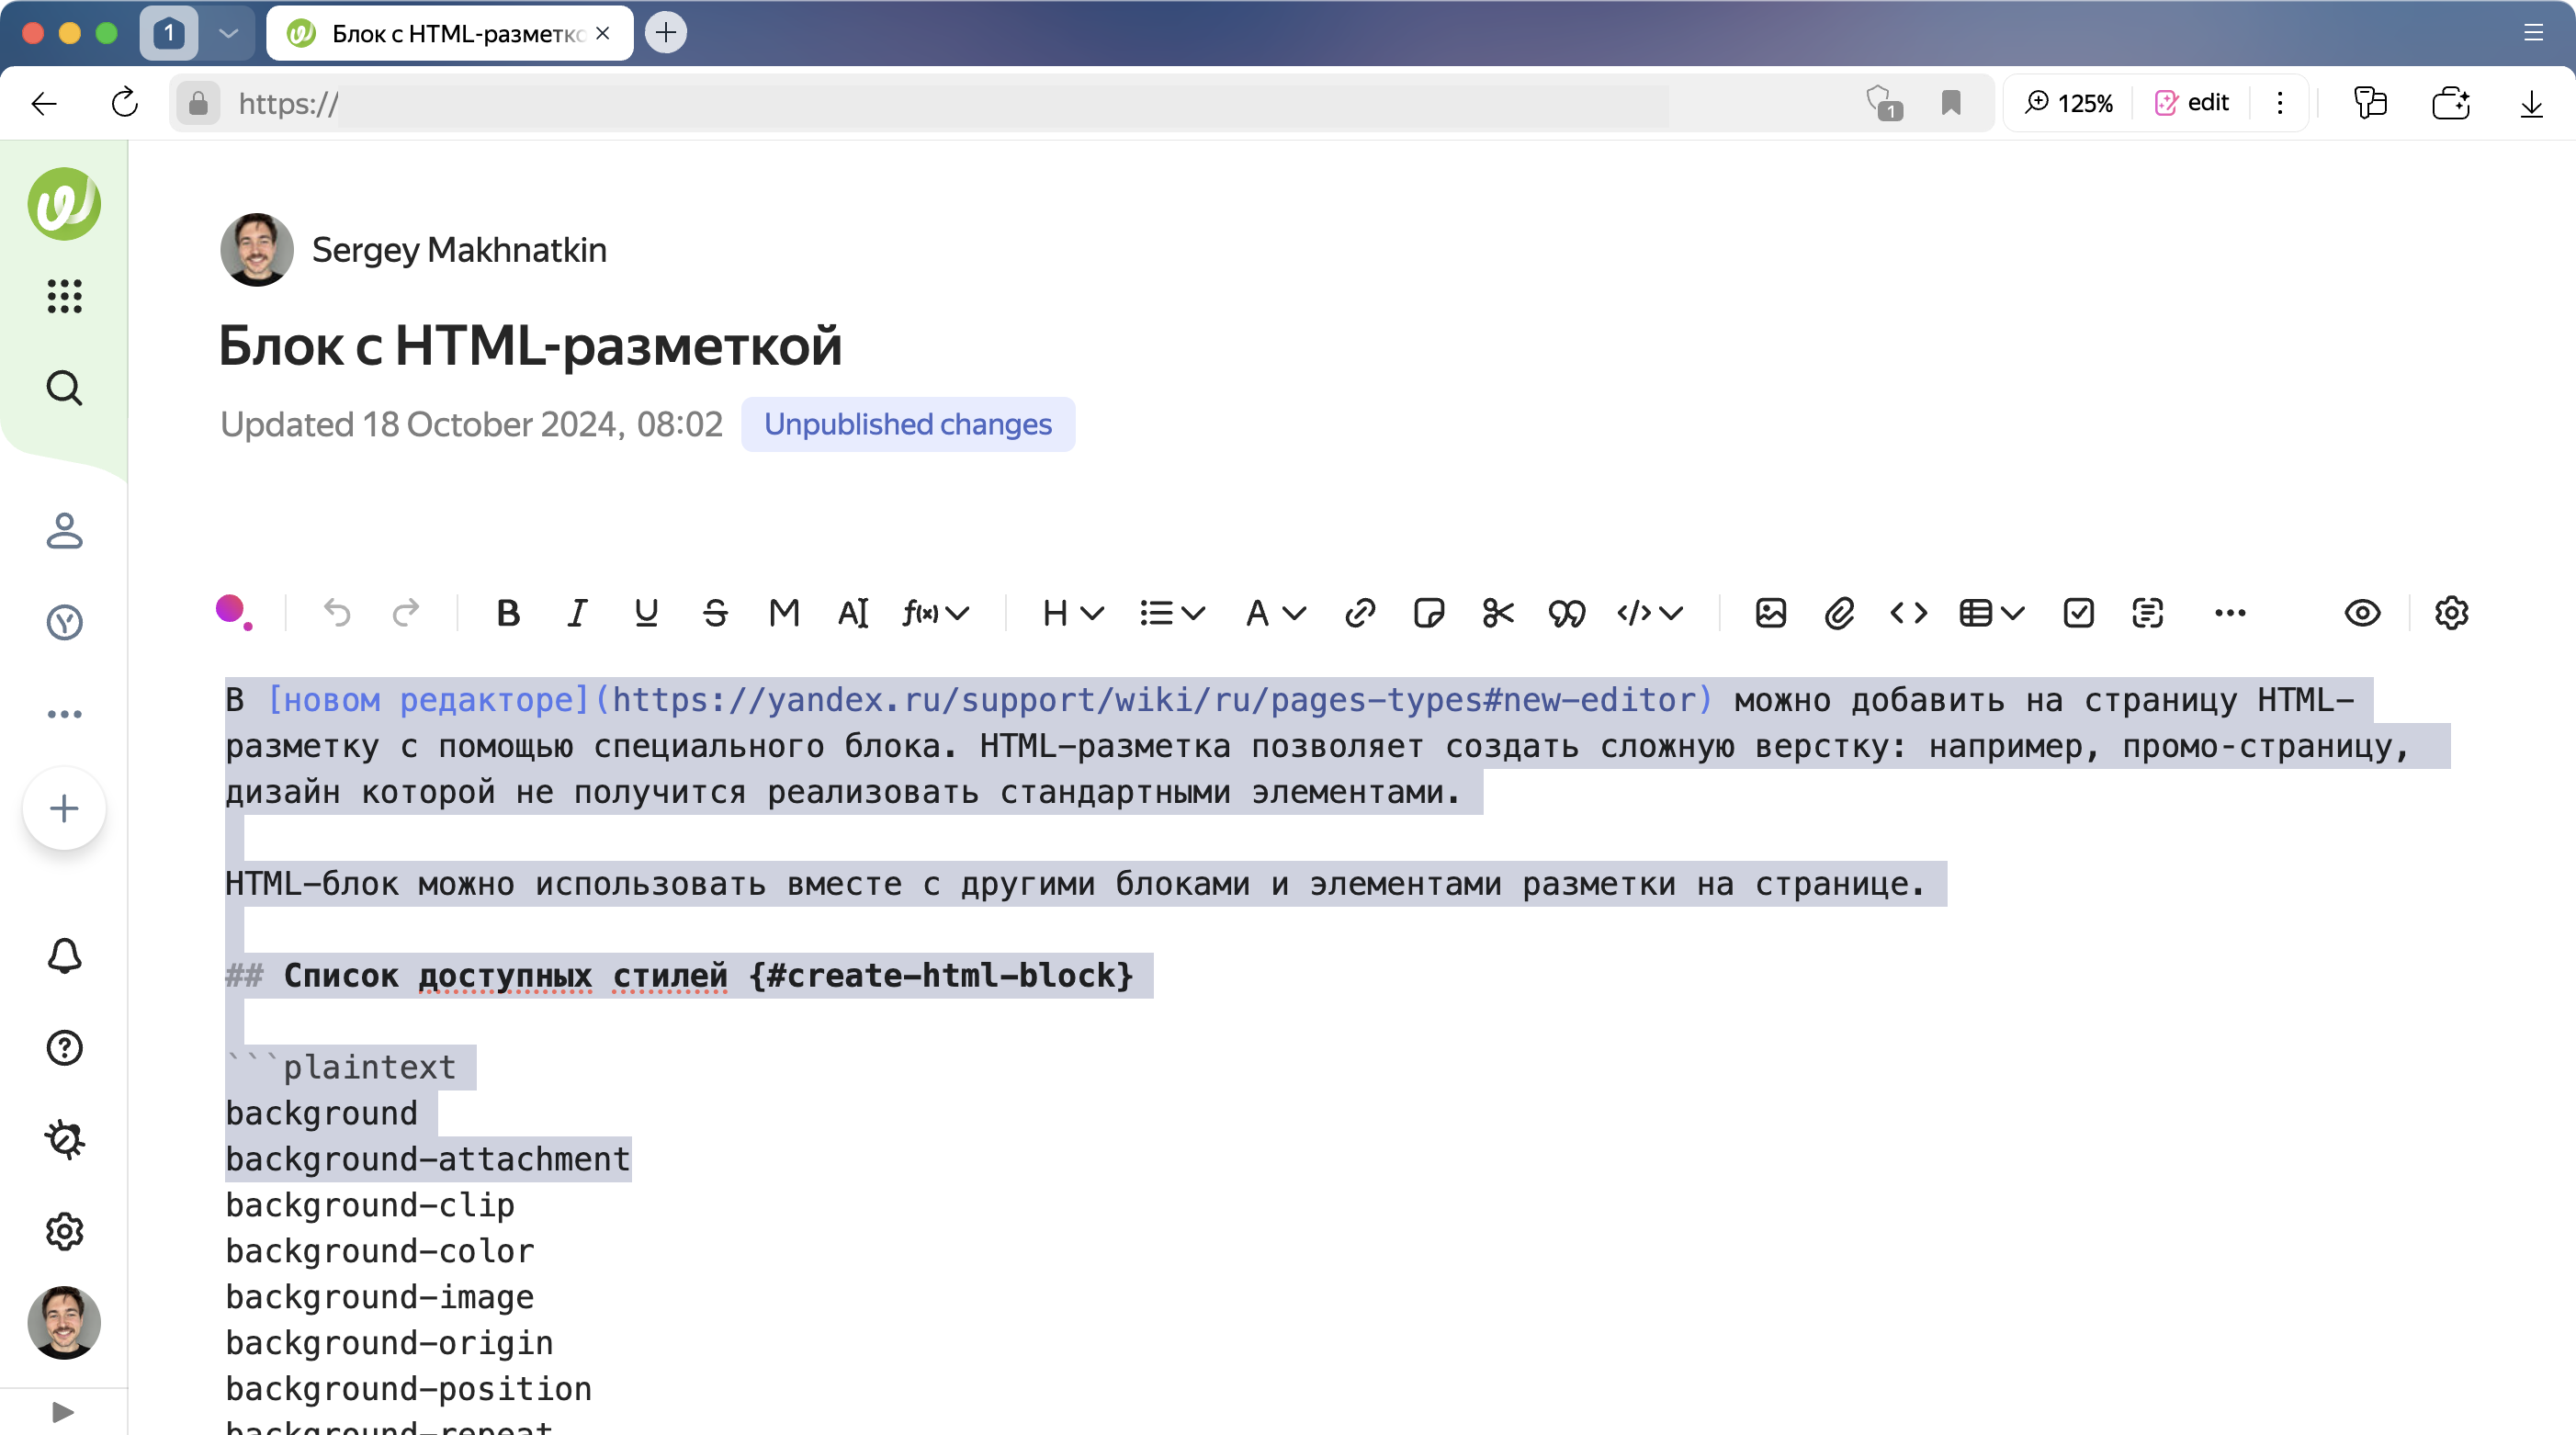 1
Блок с HTML-разметко
https://
1
125%
edit
Sergey Makhnatkin
Блок с HTML-разметкой
Updated 18 October 2024, 08:02
Unpublished changes
B I U S M AI f(x) H A </> < >
В [новом редакторе](https://yandex.ru/support/wiki/ru/pages-types#new-editor) можно добавить на страницу HTML-
разметку с помощью специального блока. HTML-разметка позволяет создать сложную верстку: например, промо-страницу,
дизайн которой не получится реализовать стандартными элементами.
HTML-блок можно использовать вместе с другими блоками и элементами разметки на странице.
## Список доступных стилей {#create-html-block}
```plaintext
background
background-attachment
background-clip
background-color
background-image
background-origin
background-position
background-repeat